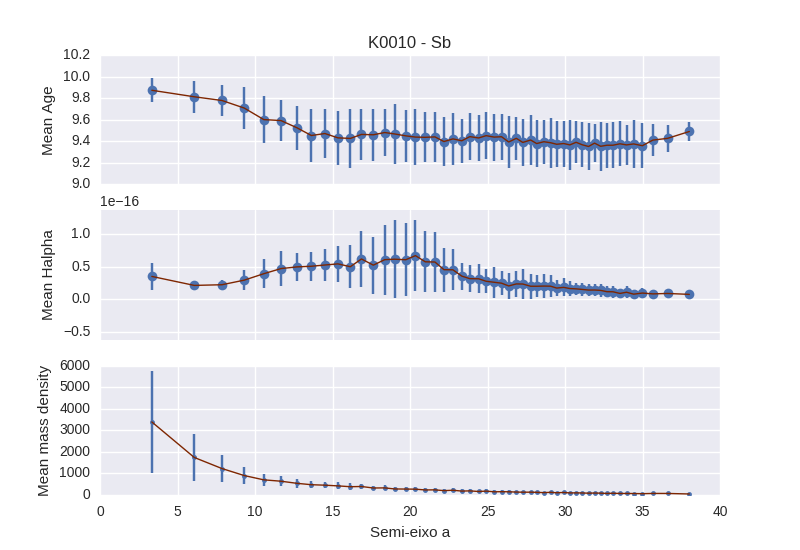 K0010 - Sb
10.2
10.0
9.8
9.6
9.4
9.2
9.0
Mean Age
1e−16
1.0
0.5
0.0
−0.5
Mean Halpha
6000
5000
4000
3000
2000
1000
0
Mean mass density
0 5 10 15 20 25 30 35 40
Semi-eixo a